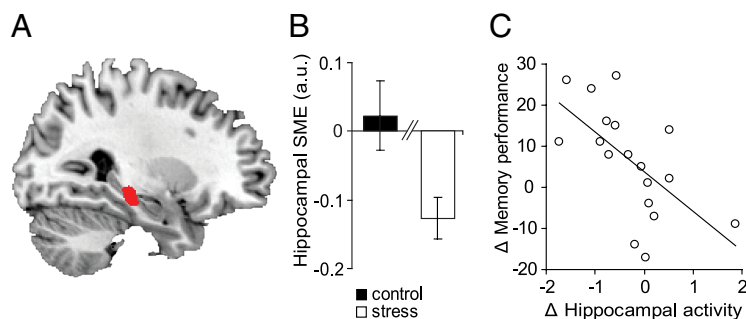 A
B
C
Hippocampal SME (a.u.)
0.1
0
-0.1
-0.2
control
stress
Δ Memory performance
30
20
10
0
-10
-20
-2
-1
0
1
2
Δ Hippocampal activity